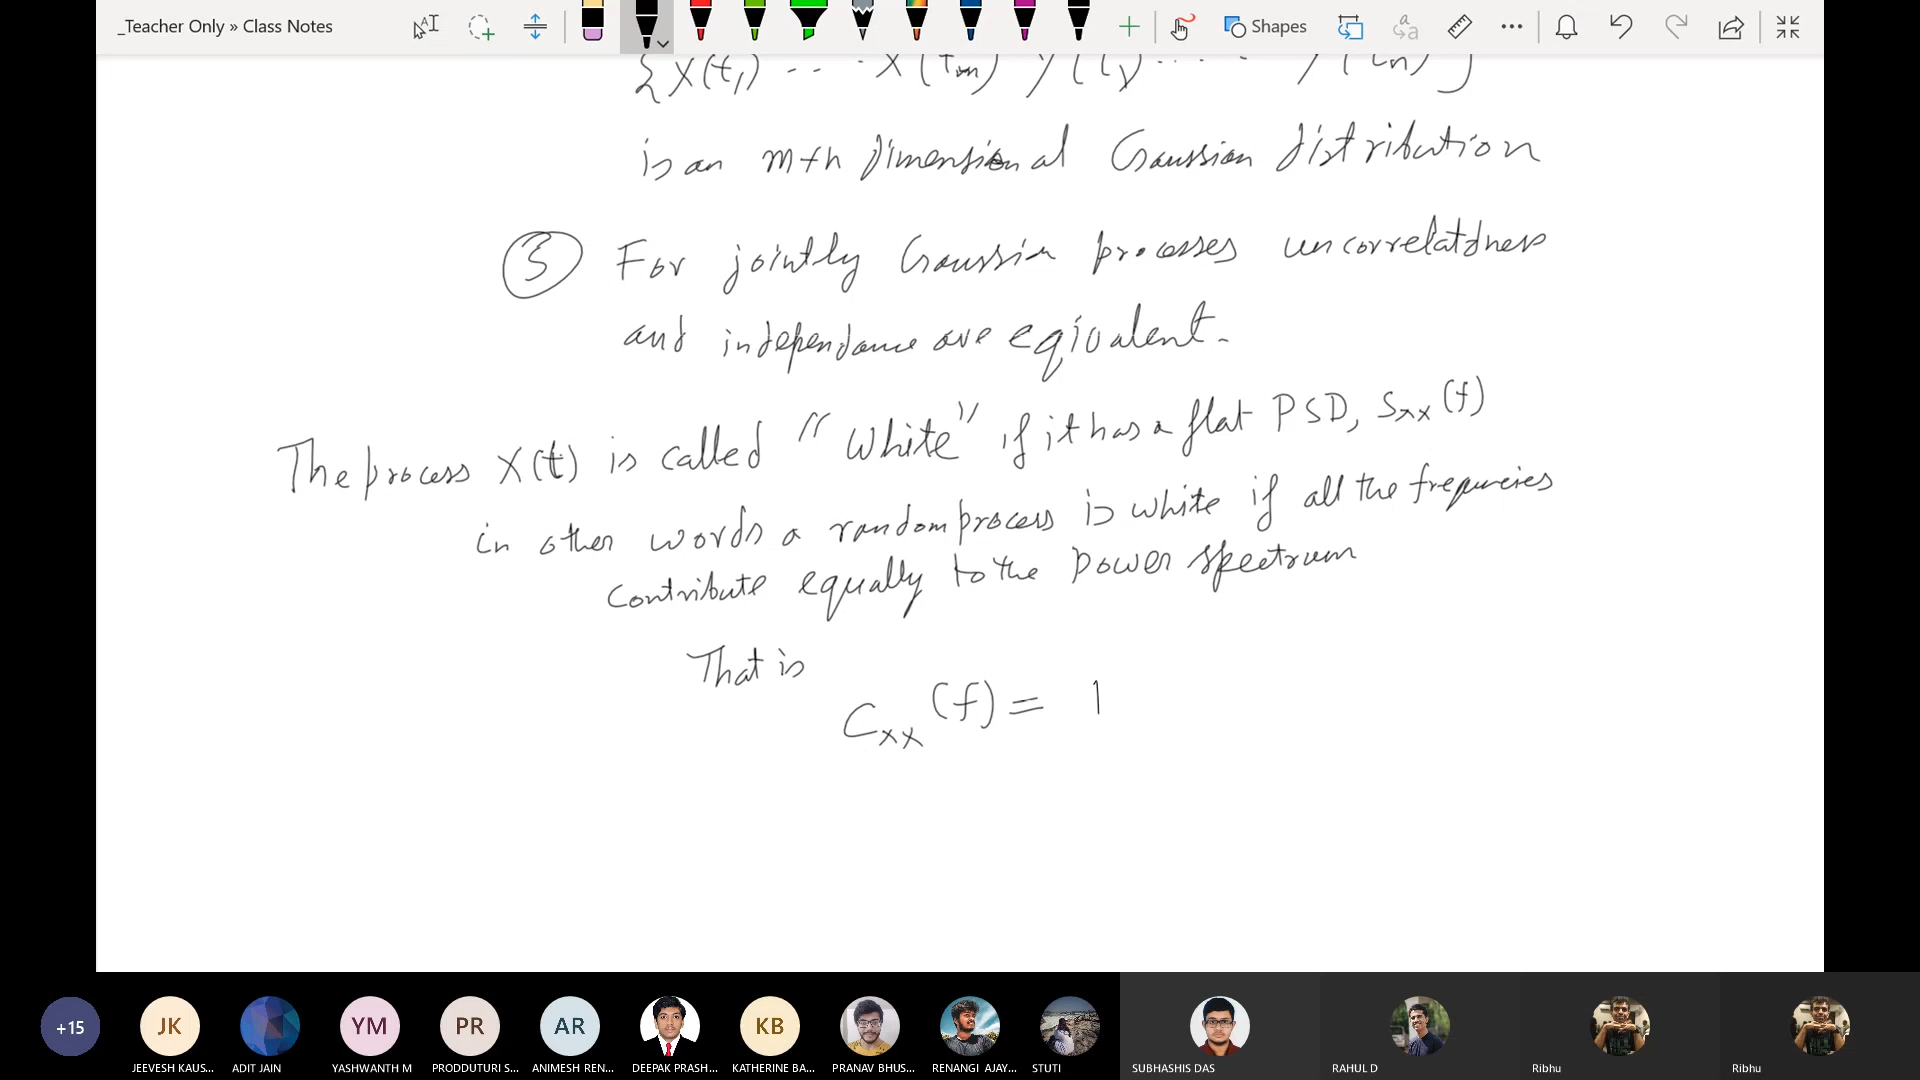 _Teacher Only » Class Notes
Shapes
{X(t1) -- -- X(tm) Y(
is an m+n Dimensional Gaussian distribution
5 For jointly Gaussian processes uncorrelatdness
and independance are eqivalent.
The process X(t) is called "White" if it has a flat PSD, Sxx(f)
in other words a random process is white if all the frequencies
contribute equally to the power spectrum
That is
Cxx(f) = 1
+15
JK
YM
PR
AR
KB
JEEVESH KAUS...
ADIT JAIN
YASHWANTH M
PRODDUTURI S...
ANIMESH REN...
DEEPAK PRASH...
KATHERINE BA...
PRANAV BHUS...
RENANGI AJAY...
STUTI
SUBHASHIS DAS
RAHUL D
Ribhu
Ribhu